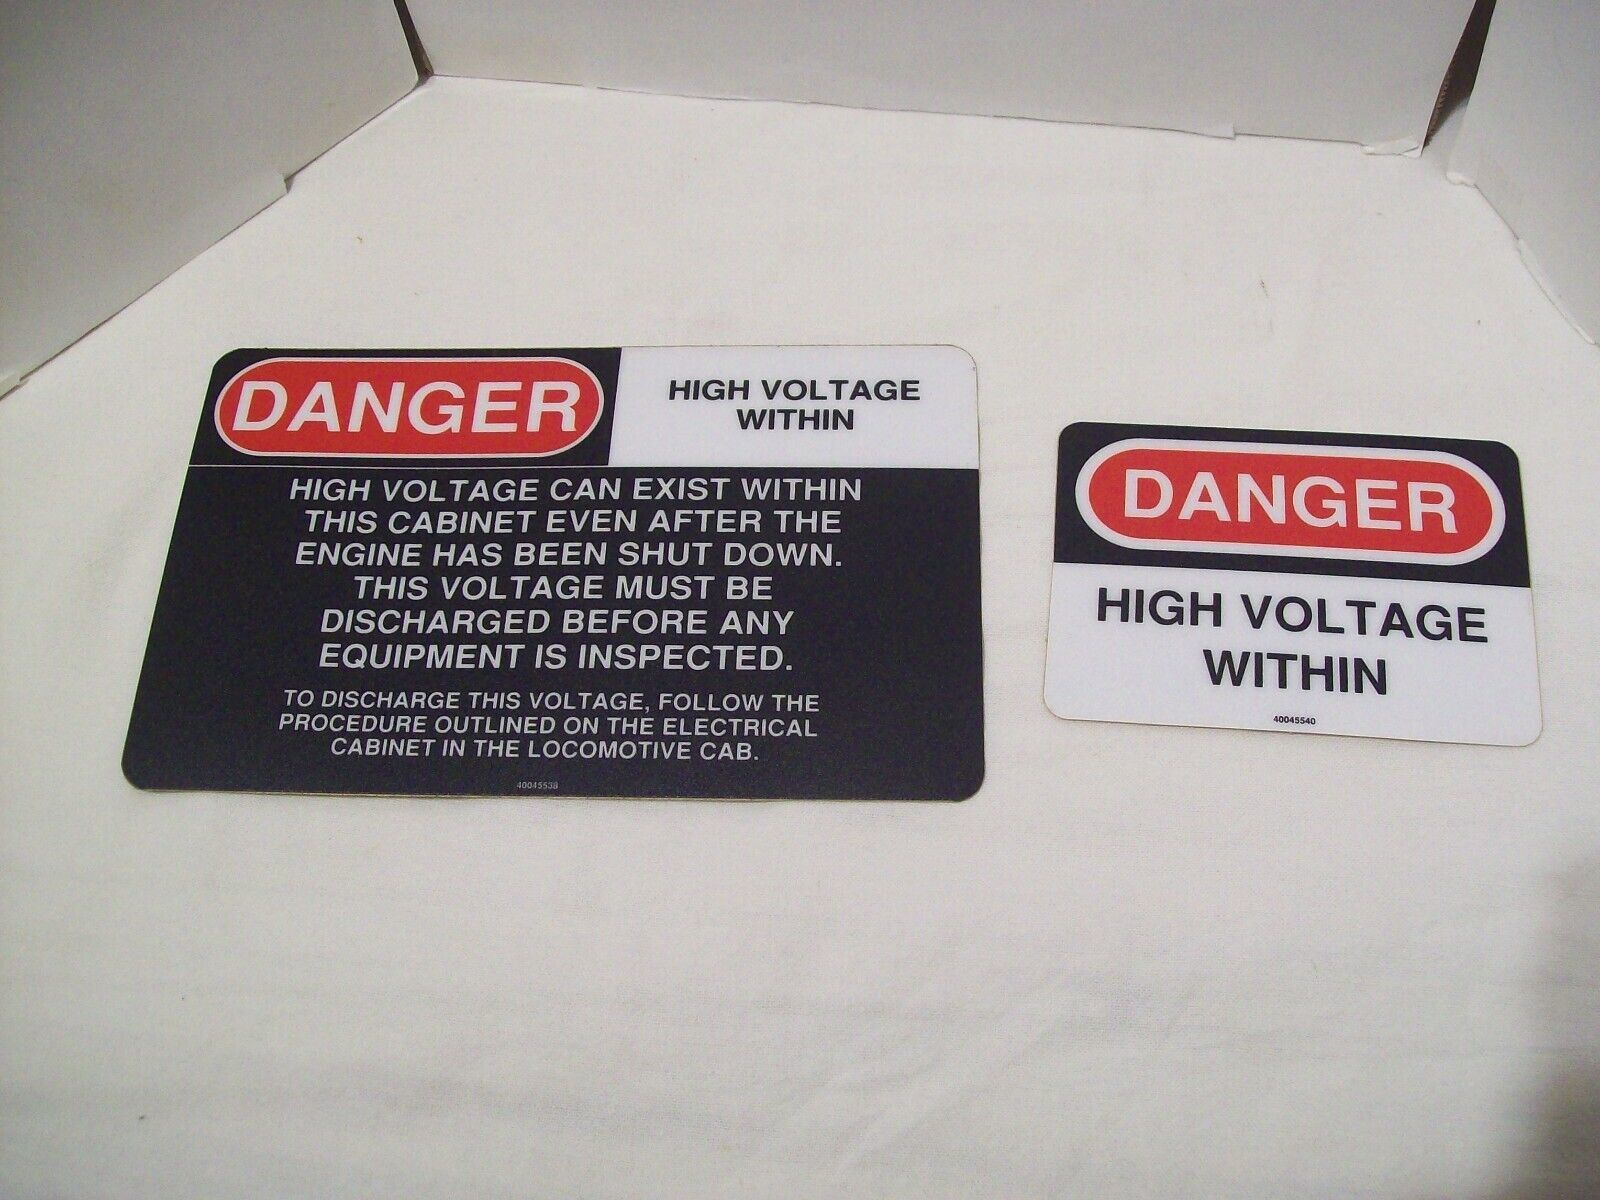 DANGER
HIGH VOLTAGE
WITHIN
HIGH VOLTAGE CAN EXIST WITHIN
THIS CABINET EVEN AFTER THE
ENGINE HAS BEEN SHUT DOWN.
THIS VOLTAGE MUST BE
DISCHARGED BEFORE ANY
EQUIPMENT IS INSPECTED.
TO DISCHARGE THIS VOLTAGE, FOLLOW THE
PROCEDURE OUTLINED ON THE ELECTRICAL
CABINET IN THE LOCOMOTIVE CAB.
40045538
DANGER
HIGH VOLTAGE
WITHIN
40045540